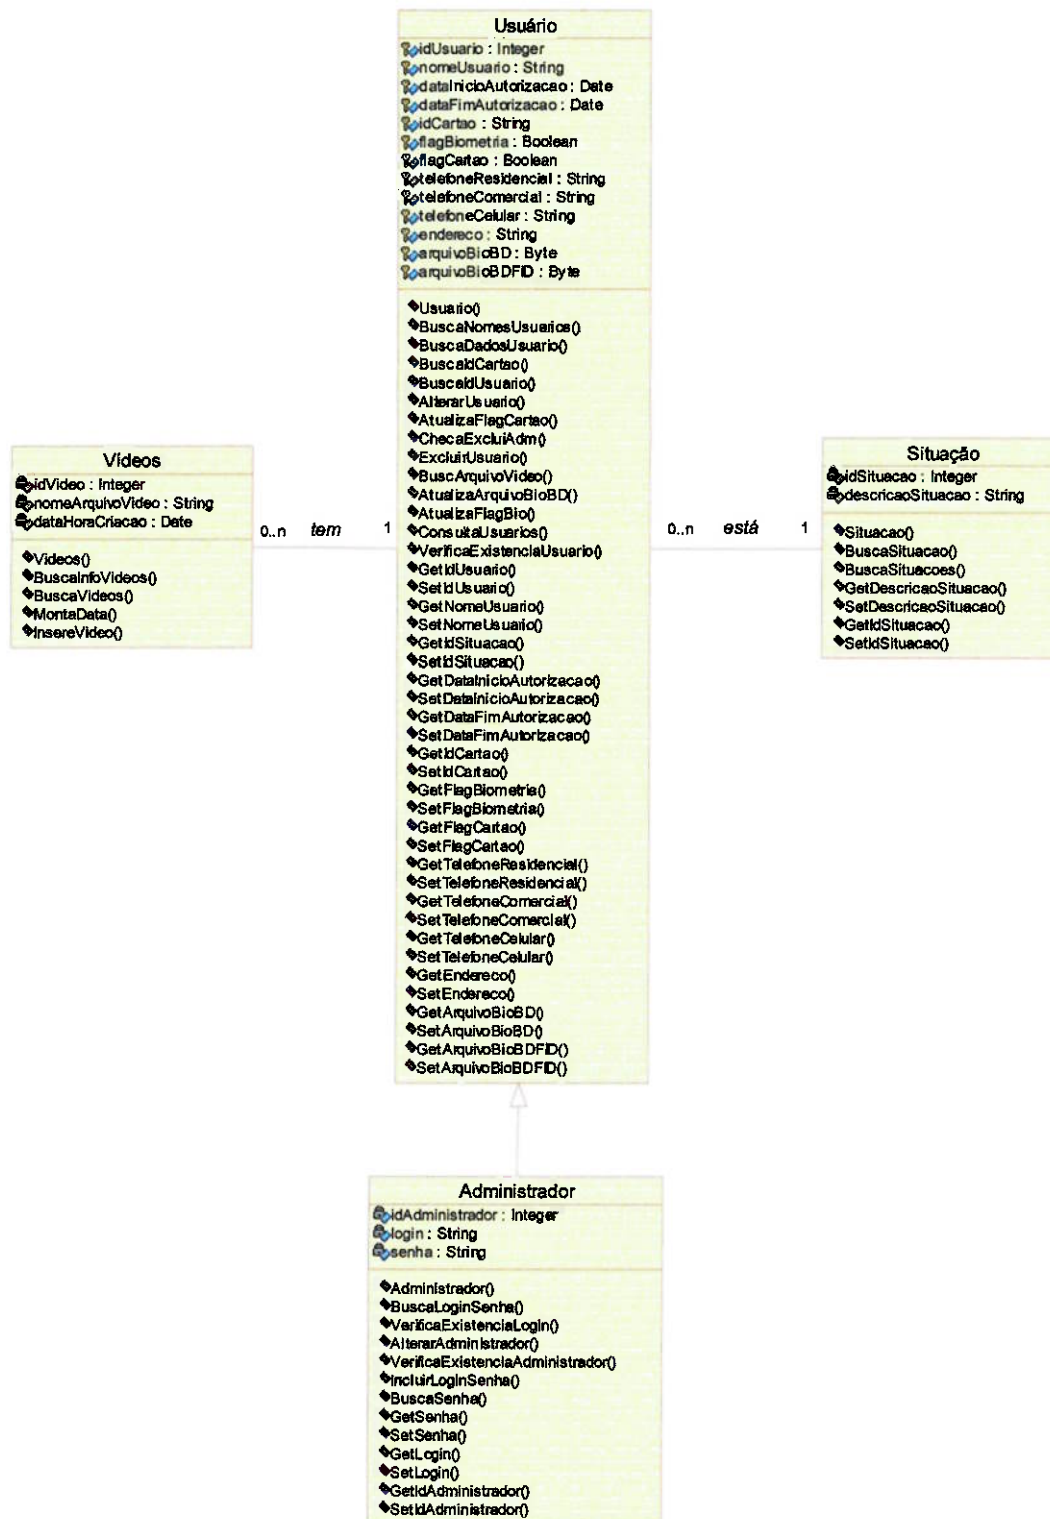 Usuário
idUsuario : Integer
nomeUsuario : String
dataInicioAutorizacao : Date
dataFimAutorizacao : Date
idCartao : String
flagBiometria : Boolean
flagCartao : Boolean
telefoneResidencial : String
telefoneComercial : String
telefoneCelular : String
endereco : String
arquivoBioBD : Byte
arquivoBioBDFID : Byte
Usuario()
BuscaNomesUsuarios()
BuscaDadosUsuario()
BuscaIdCartao()
BuscaIdUsuario()
AlterarUsuario()
AtualizaFlagCartao()
ChecaExcluiAdm()
ExcluirUsuario()
BuscArquivoVideo()
AtualizaArquivoBioBD()
AtualizaFlagBio()
ConsultaUsuarios()
VerificaExistenciaUsuario()
GetIdUsuario()
SetIdUsuario()
GetNomeUsuario()
SetNomeUsuario()
GetIdSituacao()
SetIdSituacao()
GetDataInicioAutorizacao()
SetDataInicioAutorizacao()
GetDataFimAutorizacao()
SetDataFimAutorizacao()
GetIdCartao()
SetIdCartao()
GetFlagBiometria()
SetFlagBiometria()
GetFlagCartao()
SetFlagCartao()
GetTelefoneResidencial()
SetTelefoneResidencial()
GetTelefoneComercial()
SetTelefoneComercial()
GetTelefoneCelular()
SetTelefoneCelular()
GetEndereco()
SetEndereco()
GetArquivoBioBD()
SetArquivoBioBD()
GetArquivoBioBDFID()
SetArquivoBioBDFID()
Vídeos
idVideo : Integer
nomeArquivoVideo : String
dataHoraCriacao : Date
Videos()
BuscaInfoVideos()
BuscaVideos()
MontaData()
InsereVideo()
0..n tem 1
0..n está 1
Situação
idSituacao : Integer
descricaoSituacao : String
Situacao()
BuscaSituacao()
BuscaSituacoes()
GetDescricaoSituacao()
SetDescricaoSituacao()
GetIdSituacao()
SetIdSituacao()
Administrador
idAdministrador : Integer
login : String
senha : String
Administrador()
BuscaLoginSenha()
VerificaExistenciaLogin()
AlterarAdministrador()
VerificaExistenciaAdministrador()
IncluirLoginSenha()
BuscaSenha()
GetSenha()
SetSenha()
GetLogin()
SetLogin()
GetIdAdministrador()
SetIdAdministrador()